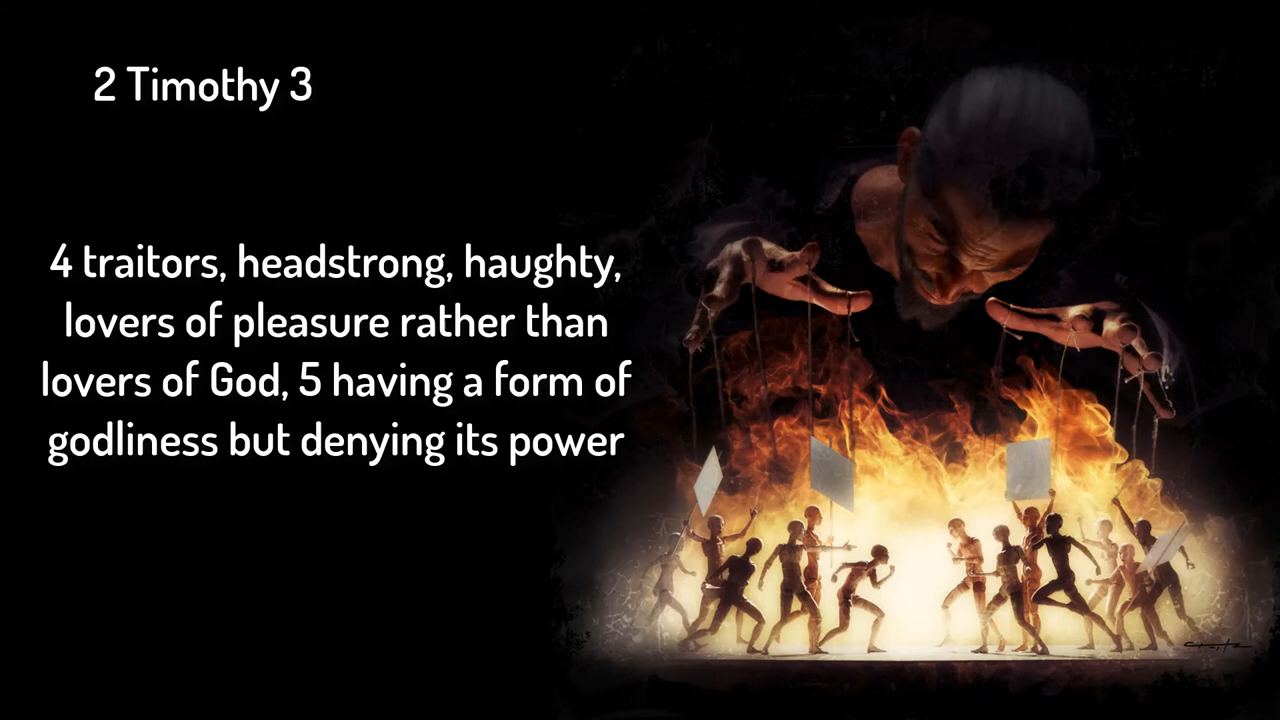 2 Timothy 3
4 traitors, headstrong, haughty,
lovers of pleasure rather than
lovers of God, 5 having a form of
godliness but denying its power